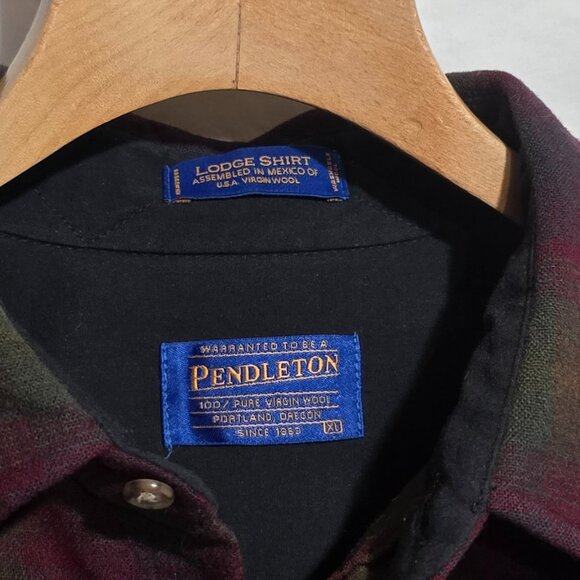 LODGE SHIRT
ASSEMBLED IN MEXICO OF
U.S.A. VIRGIN WOOL
WARRANTED TO BE A
PENDLETON
100% PURE VIRGIN WOOL
PORTLAND, OREGON
SINCE 1863
XL